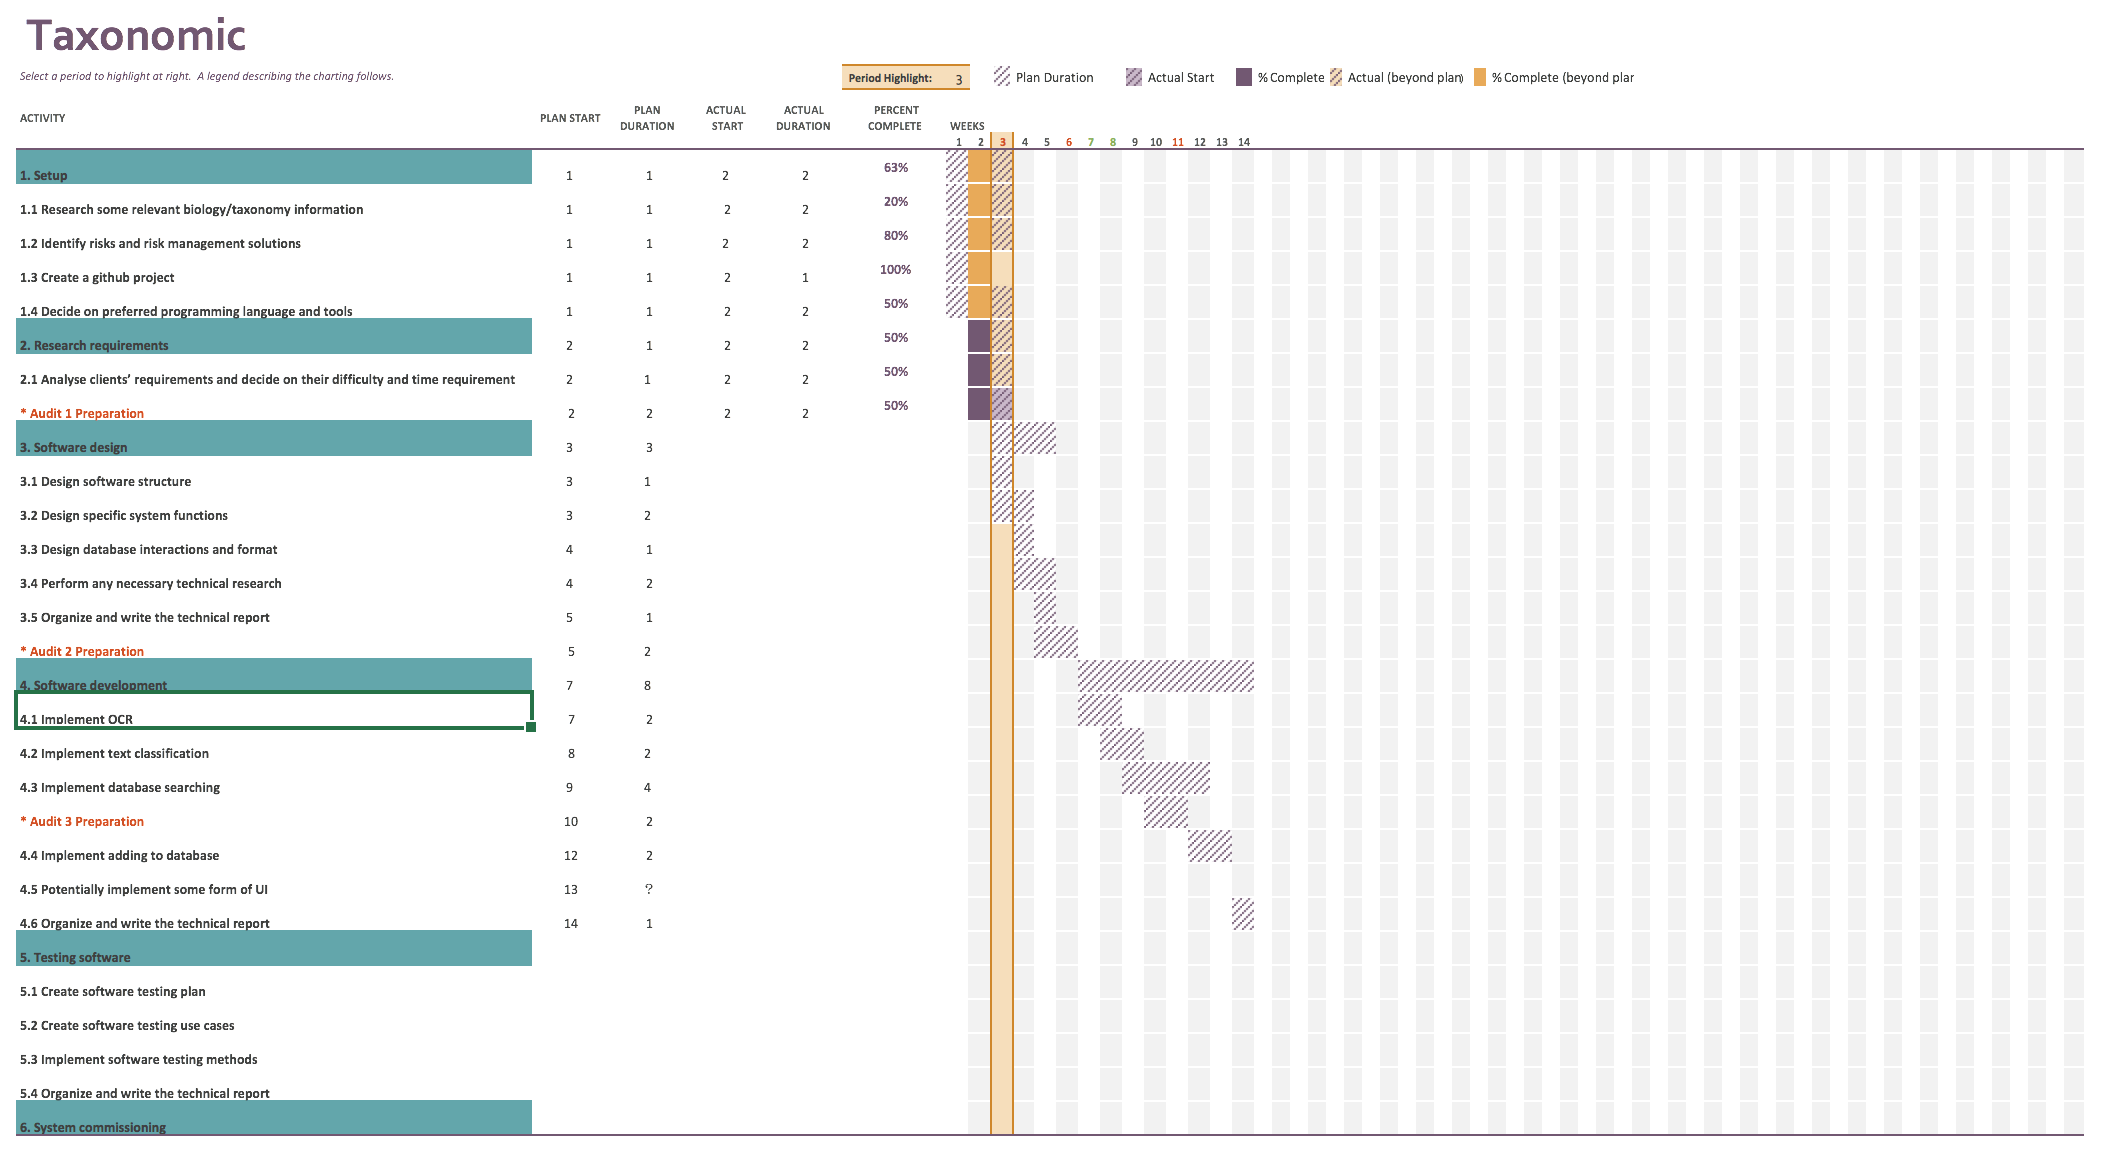 Taxonomic
Select a period to highlight at right.  A legend describing the charting follows.
Period Highlight: 3 Plan Duration Actual Start % Complete Actual (beyond plan) % Complete (beyond plar
ACTIVITY PLAN START PLAN DURATION ACTUAL START ACTUAL DURATION PERCENT COMPLETE WEEKS
1 2 3 4 5 6 7 8 9 10 11 12 13 14
1. Setup 1 1 2 2 63%
1.1 Research some relevant biology/taxonomy information 1 1 2 2 20%
1.2 Identify risks and risk management solutions 1 1 2 2 80%
1.3 Create a github project 1 1 2 1 100%
1.4 Decide on preferred programming language and tools 1 1 2 2 50%
2. Research requirements 2 1 2 2 50%
2.1 Analyse clients’ requirements and decide on their difficulty and time requirement 2 1 2 2 50%
* Audit 1 Preparation 2 2 2 2 50%
3. Software design 3 3
3.1 Design software structure 3 1
3.2 Design specific system functions 3 2
3.3 Design database interactions and format 4 1
3.4 Perform any necessary technical research 4 2
3.5 Organize and write the technical report 5 1
* Audit 2 Preparation 5 2
4. Software development 7 8
4.1 Implement OCR 7 2
4.2 Implement text classification 8 2
4.3 Implement database searching 9 4
* Audit 3 Preparation 10 2
4.4 Implement adding to database 12 2
4.5 Potentially implement some form of UI 13 ?
4.6 Organize and write the technical report 14 1
5. Testing software
5.1 Create software testing plan
5.2 Create software testing use cases
5.3 Implement software testing methods
5.4 Organize and write the technical report
6. System commissioning